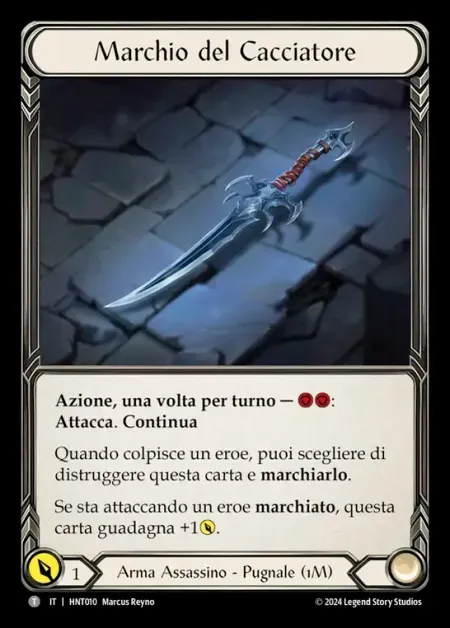 Marchio del Cacciatore
Azione, una volta per turno — :
Attacca. Continua
Quando colpisce un eroe, puoi scegliere di
distruggere questa carta e marchiarlo.
Se sta attaccando un eroe marchiato, questa
carta guadagna +1.
1
Arma Assassino - Pugnale (1M)
T IT | HNT010 Marcus Reyno
© 2024 Legend Story Studios